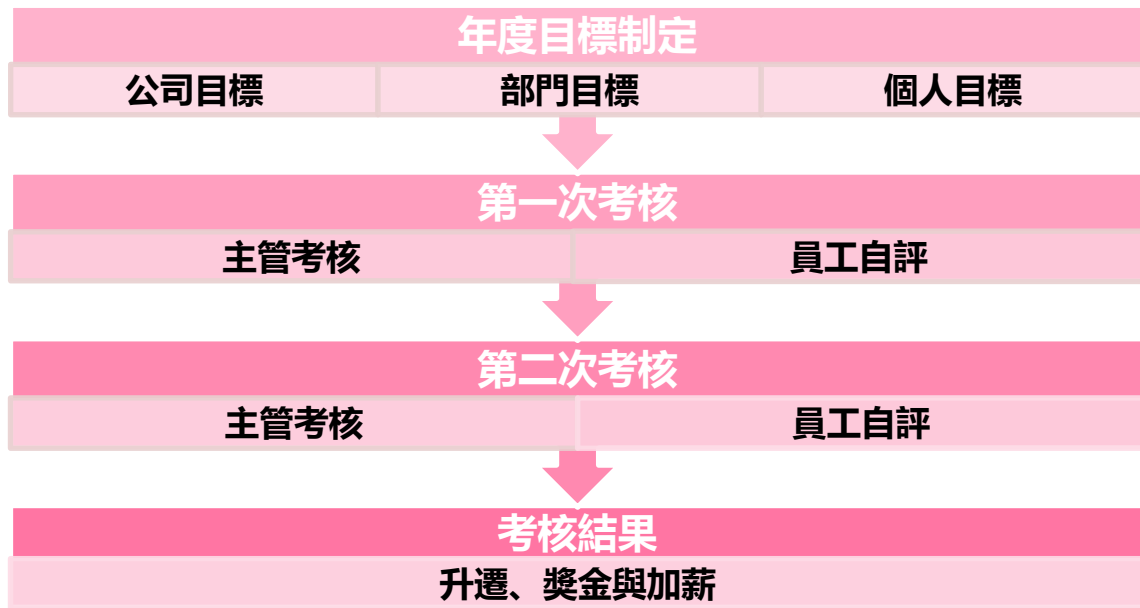 年度目標制定
公司目標 部門目標 個人目標
第一次考核
主管考核 員工自評
第二次考核
主管考核 員工自評
考核結果
升遷、獎金與加薪